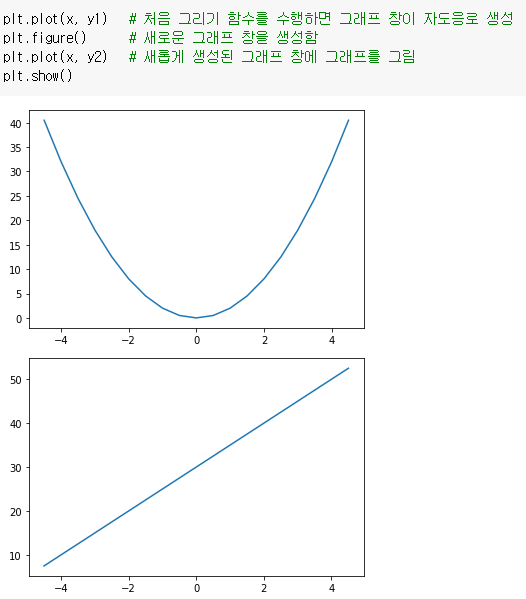 plt.plot(x, y1)   # 처음 그리기 함수를 수행하면 그래프 창이 자도응로 생성
plt.figure()      # 새로운 그래프 창을 생성함
plt.plot(x, y2)   # 새롭게 생성된 그래프 창에 그래프를 그림
plt.show()
40
35
30
25
20
15
10
5
0
−4 −2 0 2 4
50
40
30
20
10
−4 −2 0 2 4